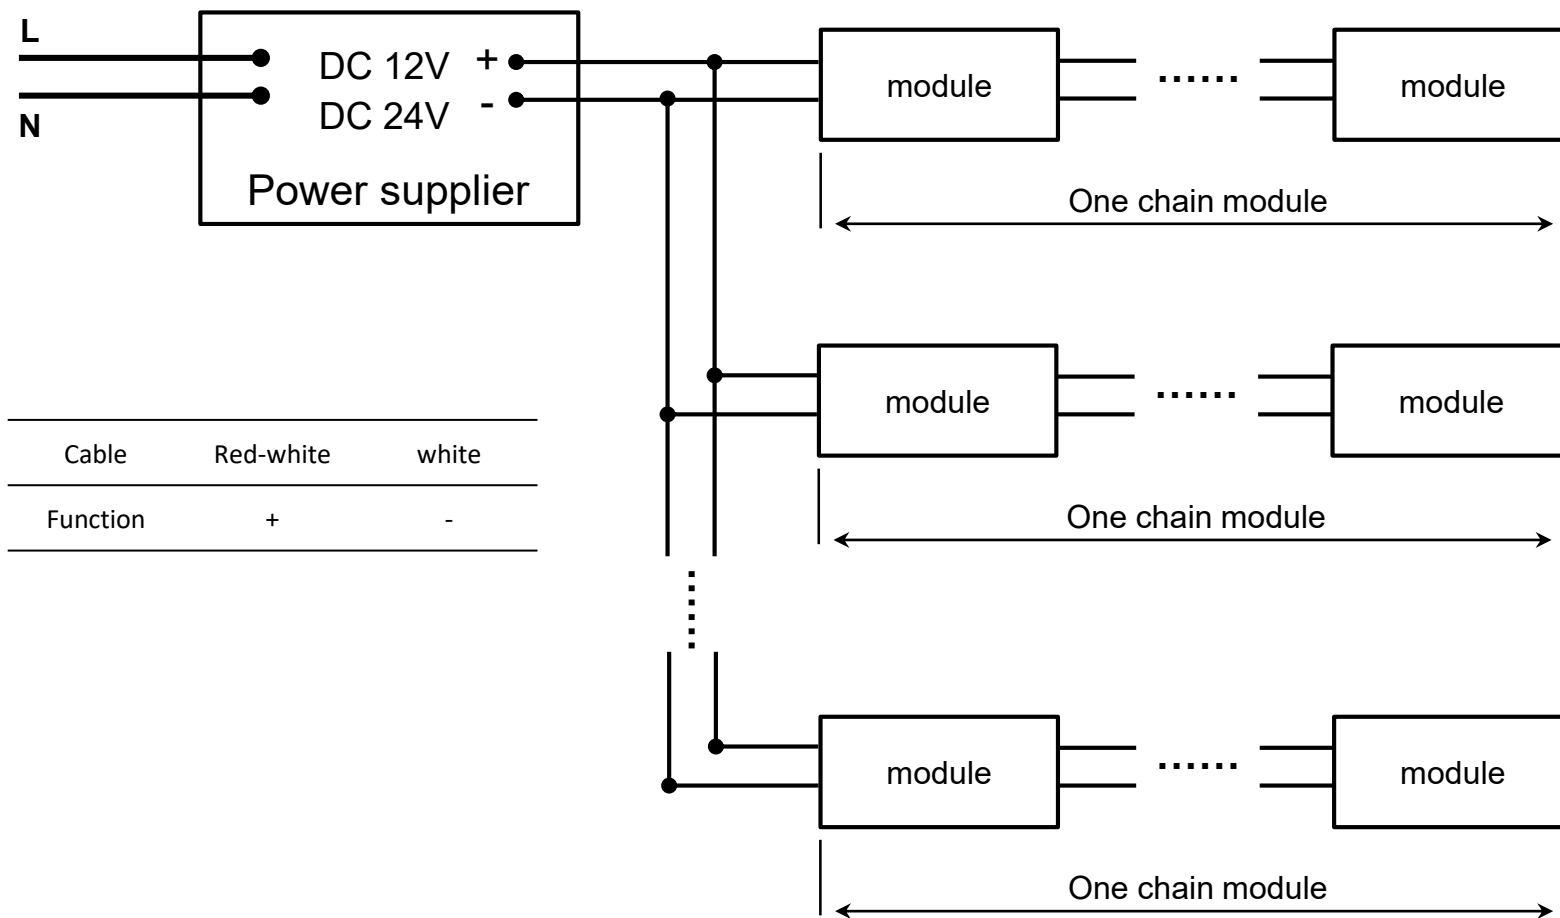 L
N
DC 12V +
DC 24V -
Power supplier
module ...... module
One chain module
module ...... module
One chain module
Cable Red-white white
Function + -
......
module ...... module
One chain module